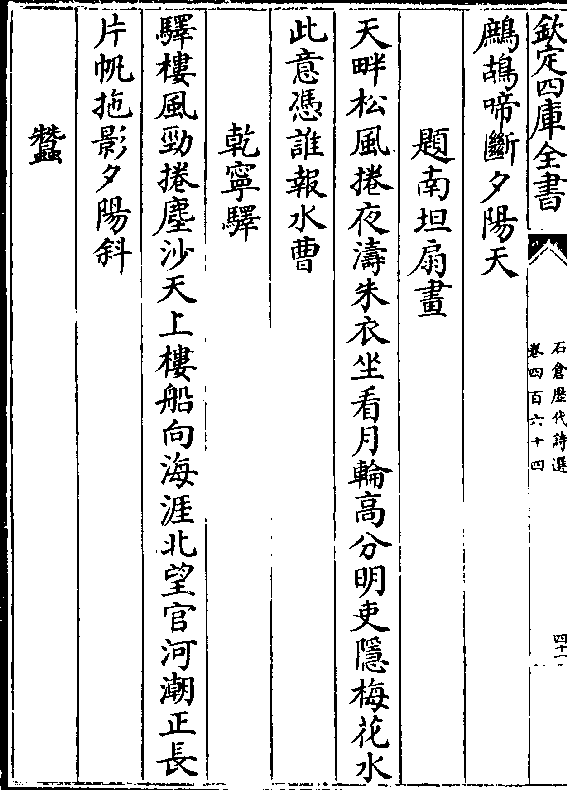 欽定四庫全書
石倉歷代詩選
卷四百六十四
四十一
鷓鴣啼斷夕陽天
題南坦扇畫
天畔松風捲夜濤朱衣坐看月輪高分明吏隱梅花水
此意憑誰報水曹
乾寧驛
驛樓風勁捲塵沙天上樓船向海涯北望官河潮正長
片帆拖影夕陽斜
蠶